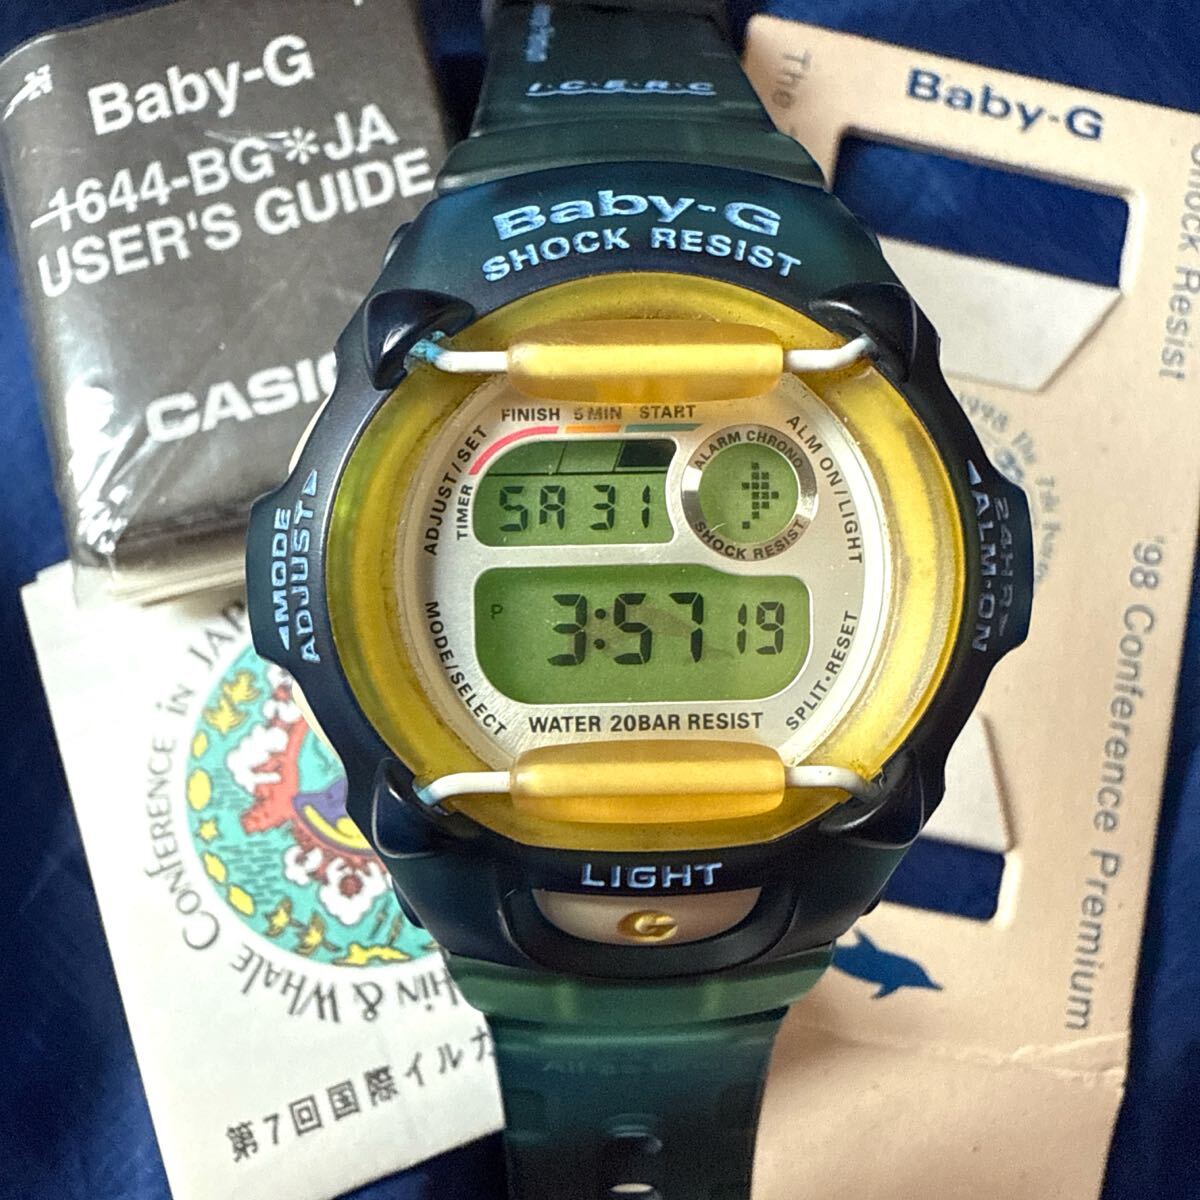 Baby-G
1644-BG*JA
USER'S GUIDE
CASIO
I.C.E.R.C
Baby-G
SHOCK RESIST
FINISH 5 MIN START
ADJUST/SET
TIMER
ALARM CHRONO
SHOCK RESIST
ALM ON/LIGHT
SA 31
P 3:57 19
MODE/SELECT
SPLIT·RESET
WATER 20BAR RESIST
◄MODE
ADJUST►
24HR►
◄ALM·ON
LIGHT
G
Baby-G
The
Shock Resist
'98 Conference Premium
CONFERENCE in JAP
HIN & WHALE
第7回国際イルカ